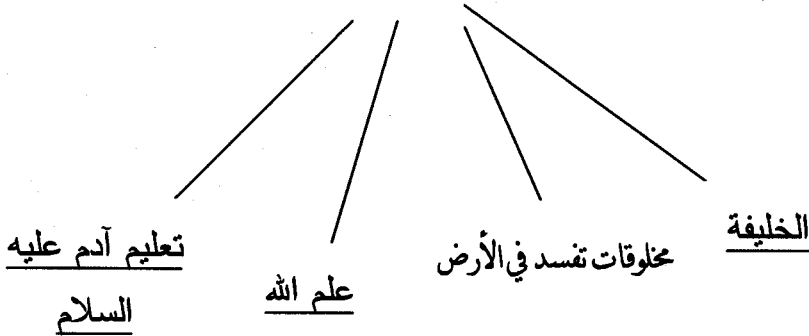 الخليفة
مخلوقات تفسد في الأرض
علم الله
تعليم آدم عليه
السلام